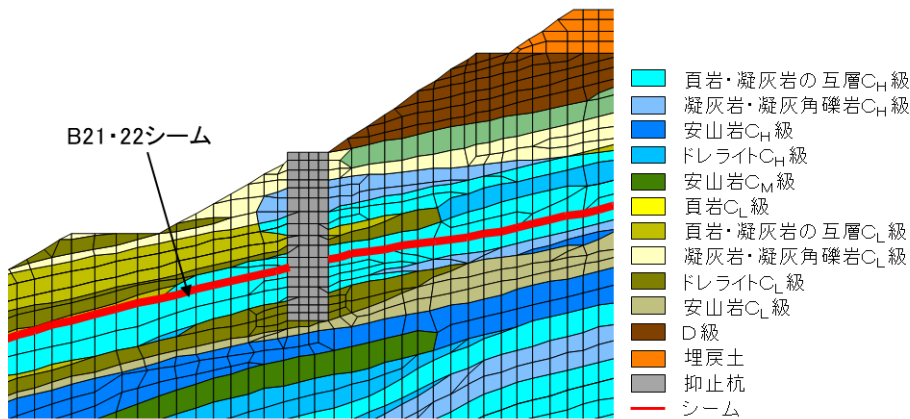 B21・22シーム
頁岩・凝灰岩の互層CH級
凝灰岩・凝灰角礫岩CH級
安山岩CH級
ドレライトCH級
安山岩CM級
頁岩CL級
頁岩・凝灰岩の互層CL級
凝灰岩・凝灰角礫岩CL級
ドレライトCL級
安山岩CL級
D級
埋戻土
抑止杭
シーム